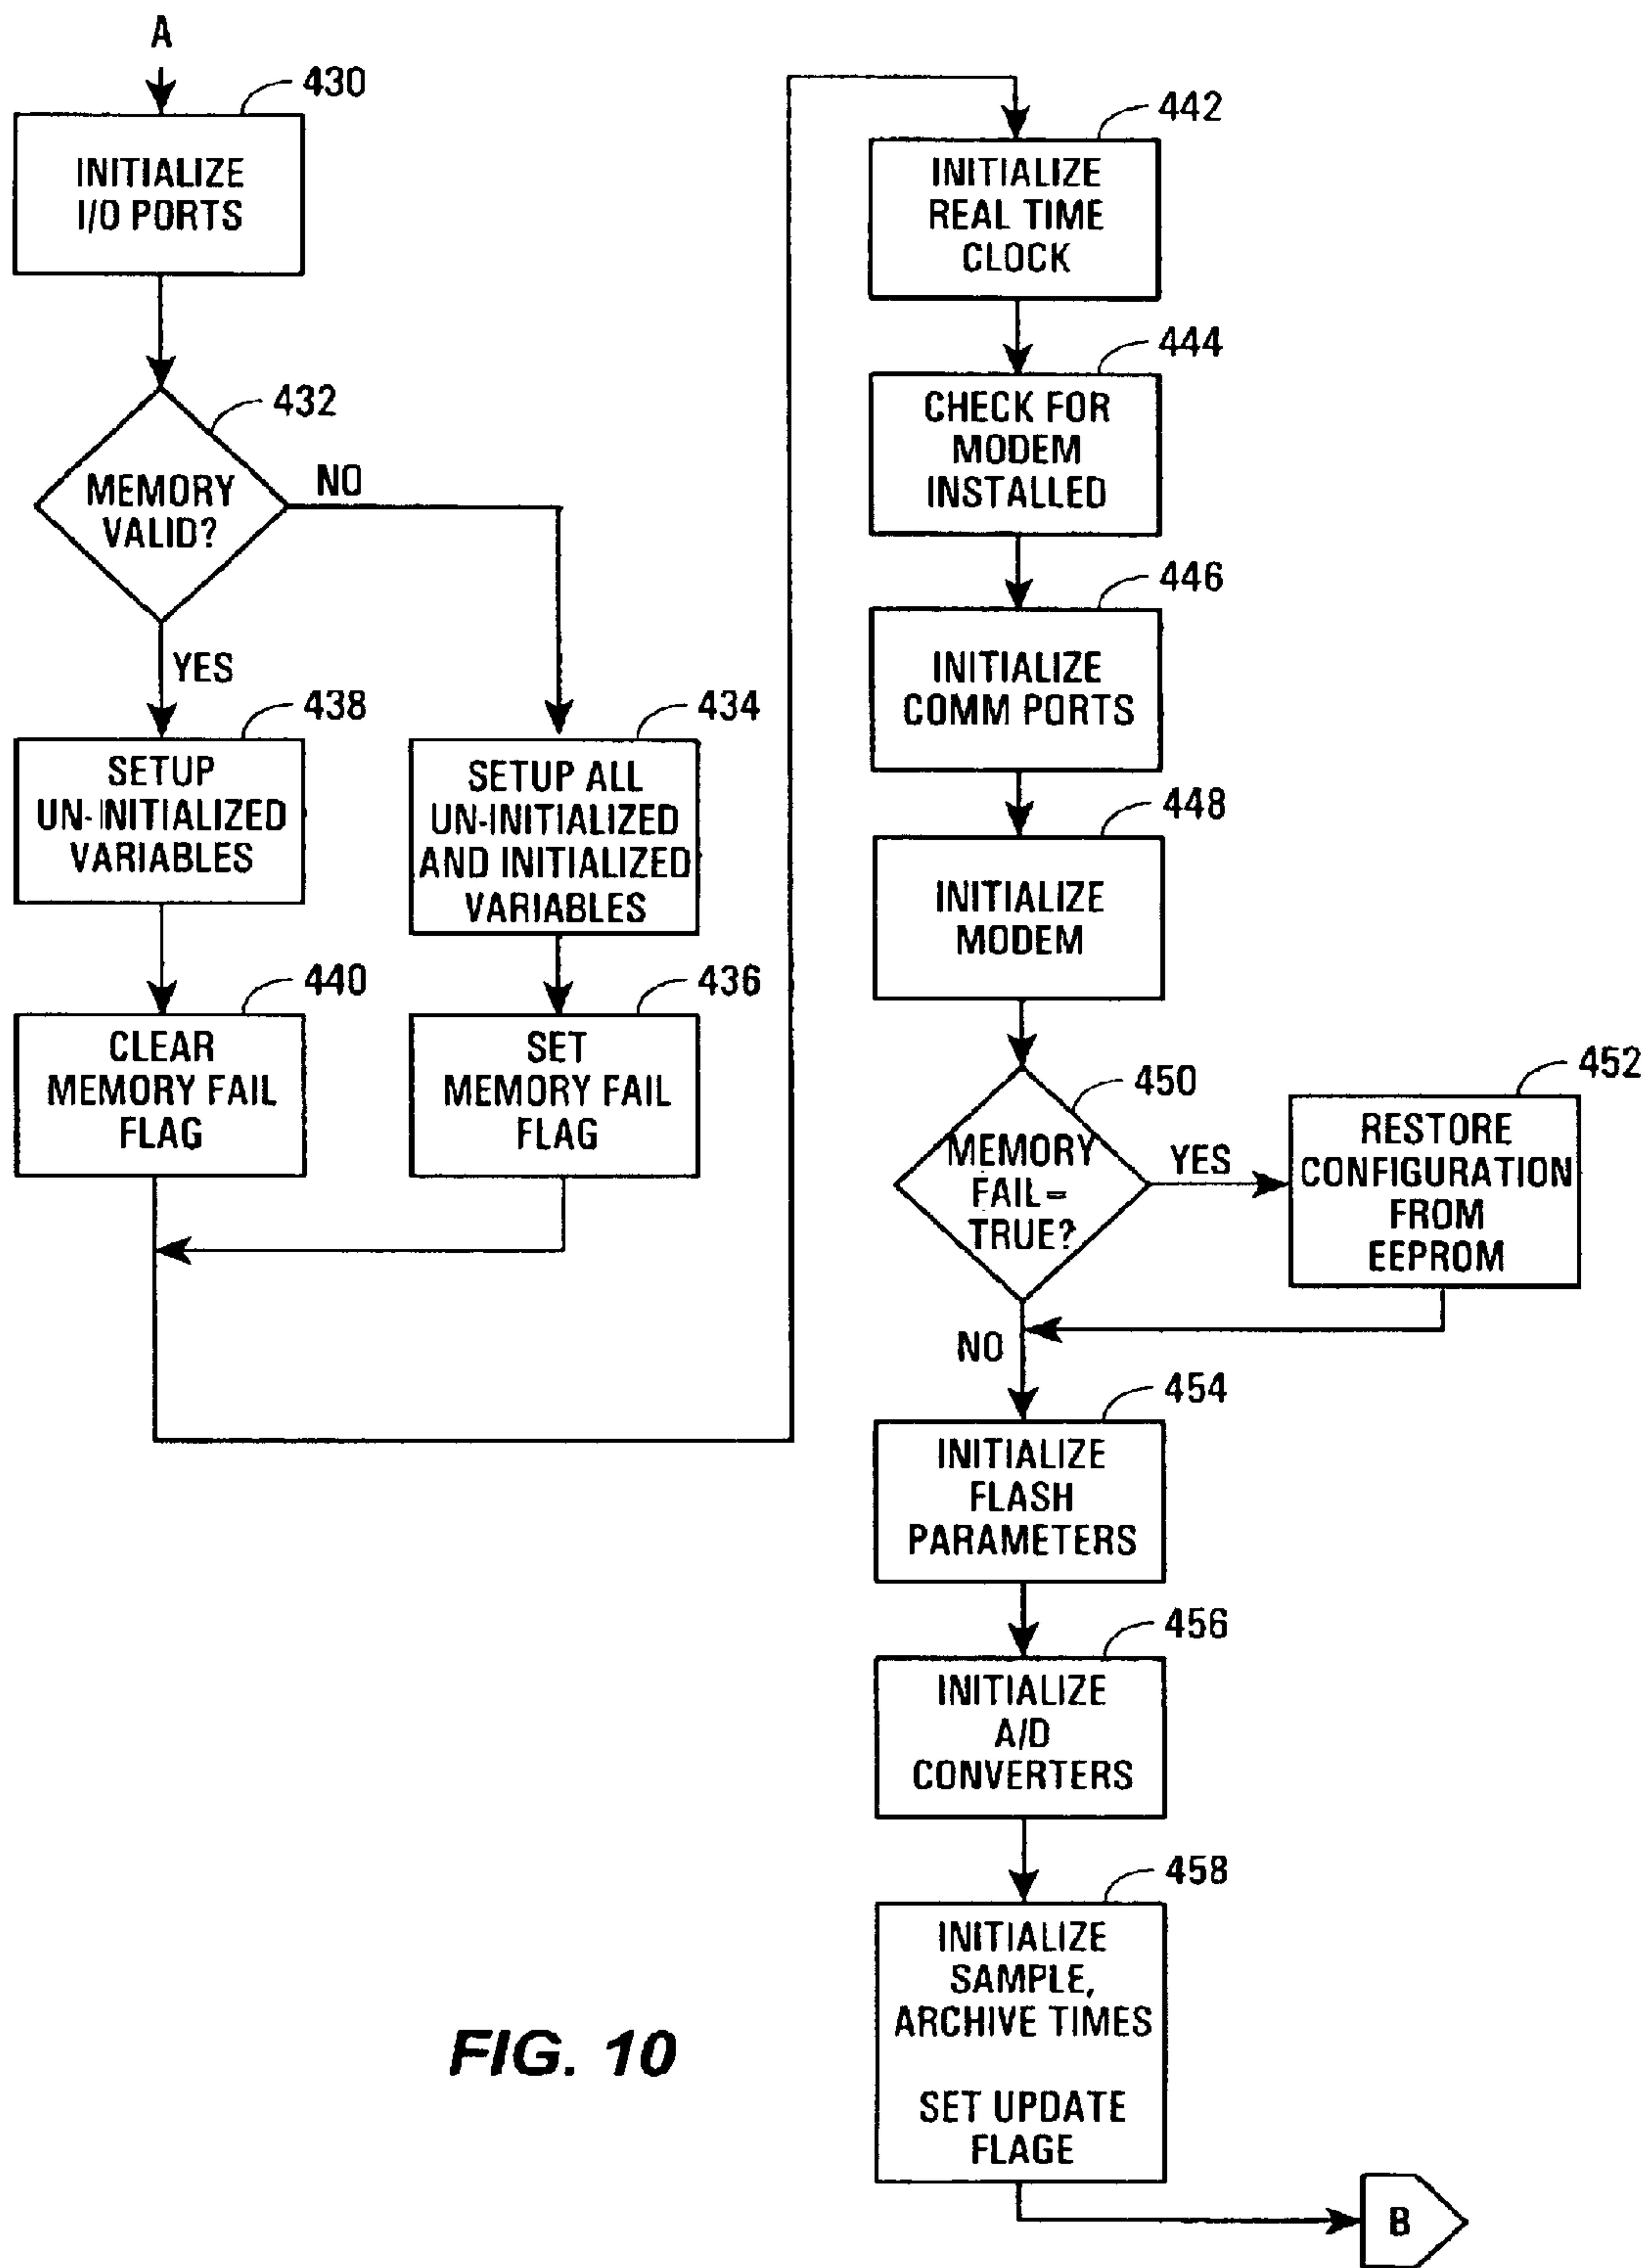 A
430
INITIALIZE
I/O PORTS
432
MEMORY
VALID?
NO
YES
438
SETUP
UN-INITIALIZED
VARIABLES
434
SETUP ALL
UN-INITIALIZED
AND INITIALIZED
VARIABLES
440
CLEAR
MEMORY FAIL
FLAG
436
SET
MEMORY FAIL
FLAG
442
INITIALIZE
REAL TIME
CLOCK
444
CHECK FOR
MODEM
INSTALLED
446
INITIALIZE
COMM PORTS
448
INITIALIZE
MODEM
450
MEMORY
FAIL=
TRUE?
YES
452
RESTORE
CONFIGURATION
FROM
EEPROM
NO
454
INITIALIZE
FLASH
PARAMETERS
456
INITIALIZE
A/D
CONVERTERS
458
INITIALIZE
SAMPLE,
ARCHIVE TIMES
SET UPDATE
FLAGE
B
FIG. 10